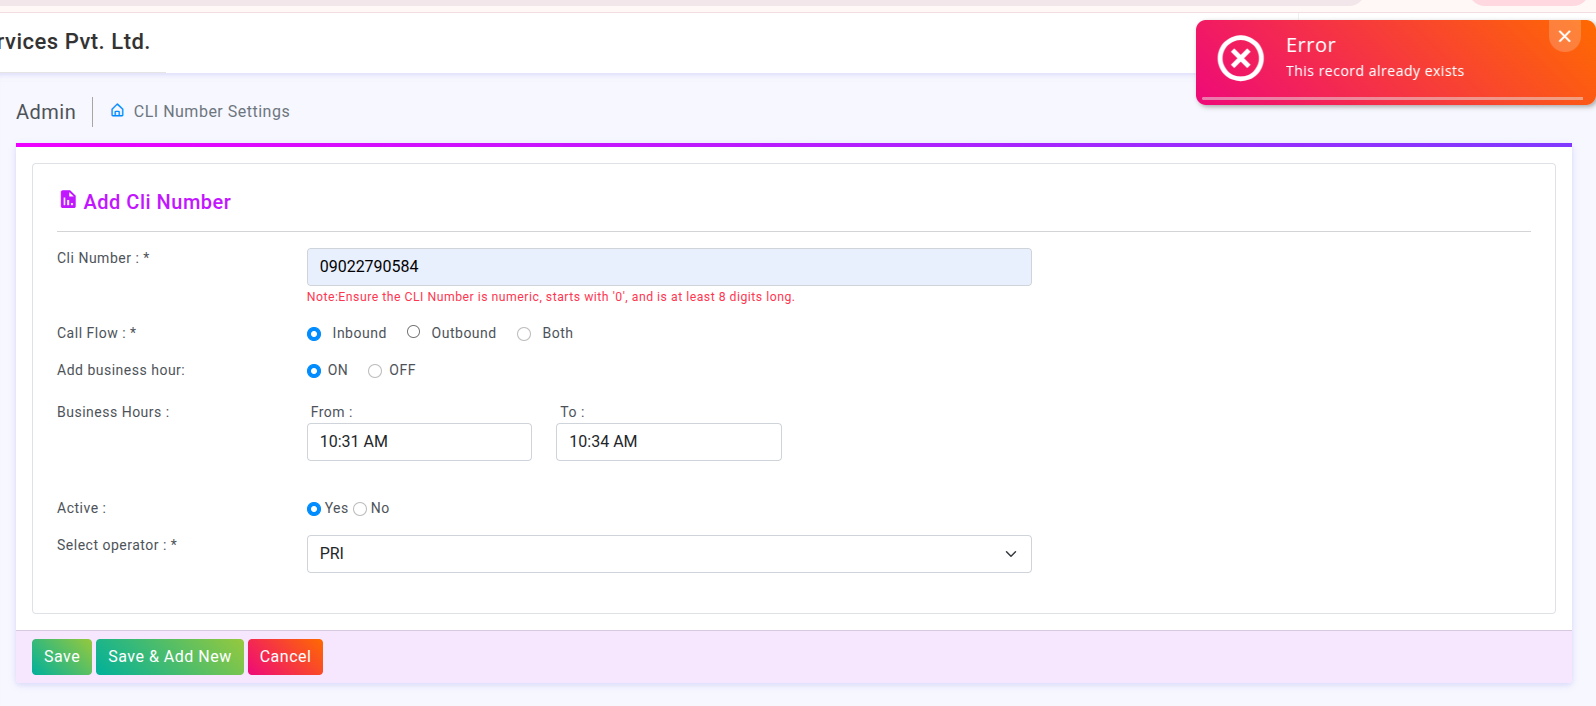 rvices Pvt. Ltd.
Error
This record already exists
Admin
CLI Number Settings
Add Cli Number
Cli Number : *
09022790584
Note:Ensure the CLI Number is numeric, starts with '0', and is at least 8 digits long.
Call Flow : *
Inbound Outbound Both
Add business hour:
ON OFF
Business Hours :
From : To :
10:31 AM 10:34 AM
Active :
Yes No
Select operator : *
PRI
Save Save & Add New Cancel